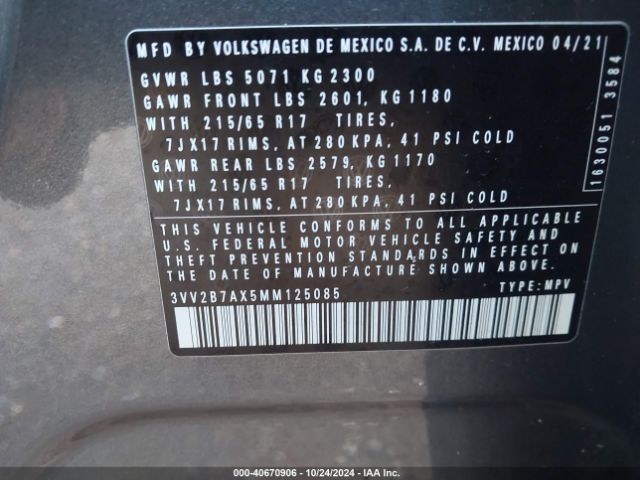 MFD BY VOLKSWAGEN DE MEXICO S.A. DE C.V. MEXICO 04/21
GVWR LBS 5071 KG 2300
GAWR FRONT LBS 2601, KG 1180
WITH 215/65 R17 TIRES,
7JX17 RIMS, AT 280 KPA, 41 PSI COLD
GAWR REAR LBS 2579, KG 1170
WITH 215/65 R17 TIRES,
7JX17 RIMS, AT 280 KPA, 41 PSI COLD
1630051 3584
THIS VEHICLE CONFORMS TO ALL APPLICABLE
U.S. FEDERAL MOTOR VEHICLE SAFETY AND
THEFT PREVENTION STANDARDS IN EFFECT ON
THE DATE OF MANUFACTURE SHOWN ABOVE.
3VV2B7AX5MM125085 TYPE: MPV
000-40670906 - 10/24/2024 - IAA Inc.